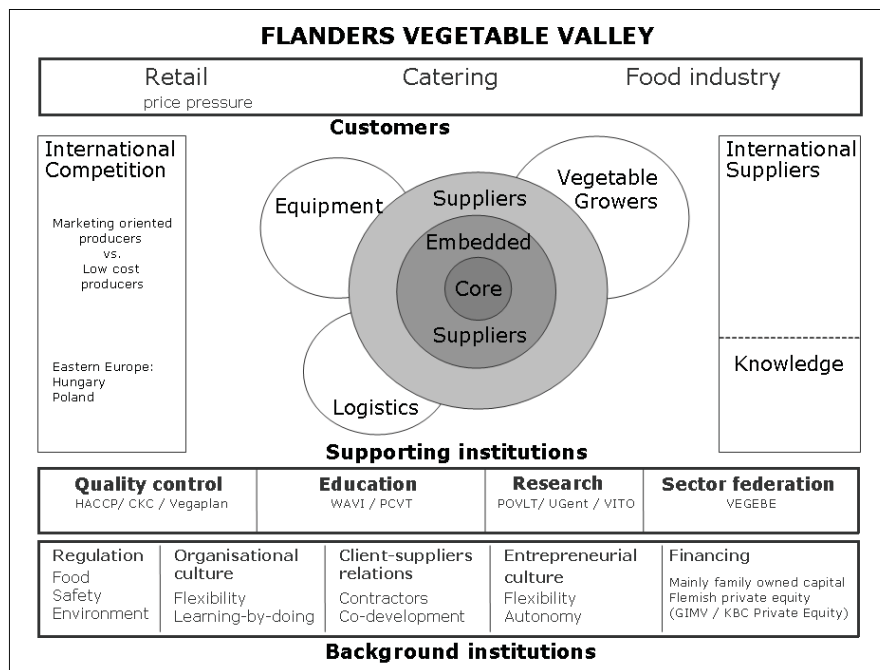 FLANDERS VEGETABLE VALLEY
Retail
price pressure
Catering
Food industry
Customers
International
Competition
Marketing oriented
producers
vs.
Low cost
producers
Eastern Europe:
Hungary
Poland
Equipment
Vegetable
Growers
Suppliers
Embedded
Core
Suppliers
Logistics
International
Suppliers
Knowledge
Supporting institutions
Quality control
HACCP/ CKC / Vegaplan
Education
WAVI / PCVT
Research
POVLT/ UGent / VITO
Sector federation
VEGEBE
Regulation
Food
Safety
Environment
Organisational
culture
Flexibility
Learning-by-doing
Client-suppliers
relations
Contractors
Co-development
Entrepreneurial
culture
Flexibility
Autonomy
Financing
Mainly family owned capital
Flemish private equity
(GIMV / KBC Private Equity)
Background institutions